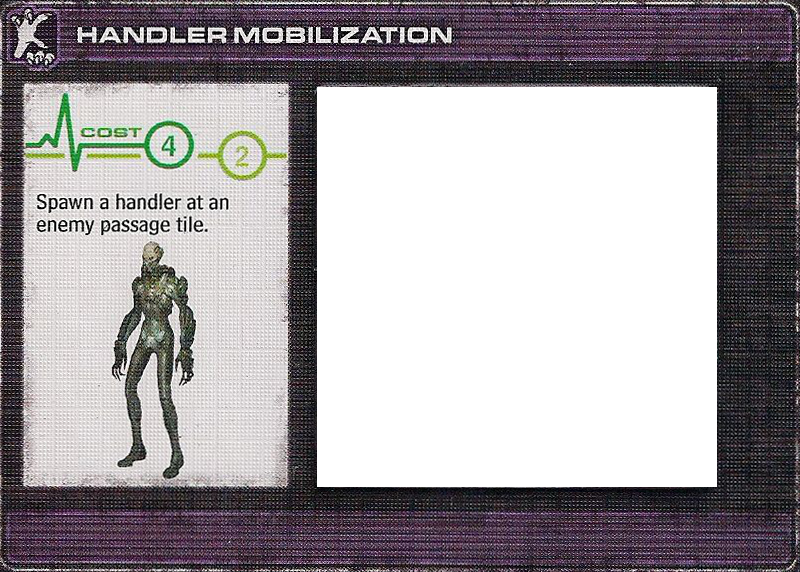 HANDLER MOBILIZATION
COST 4 2
Spawn a handler at an
enemy passage tile.